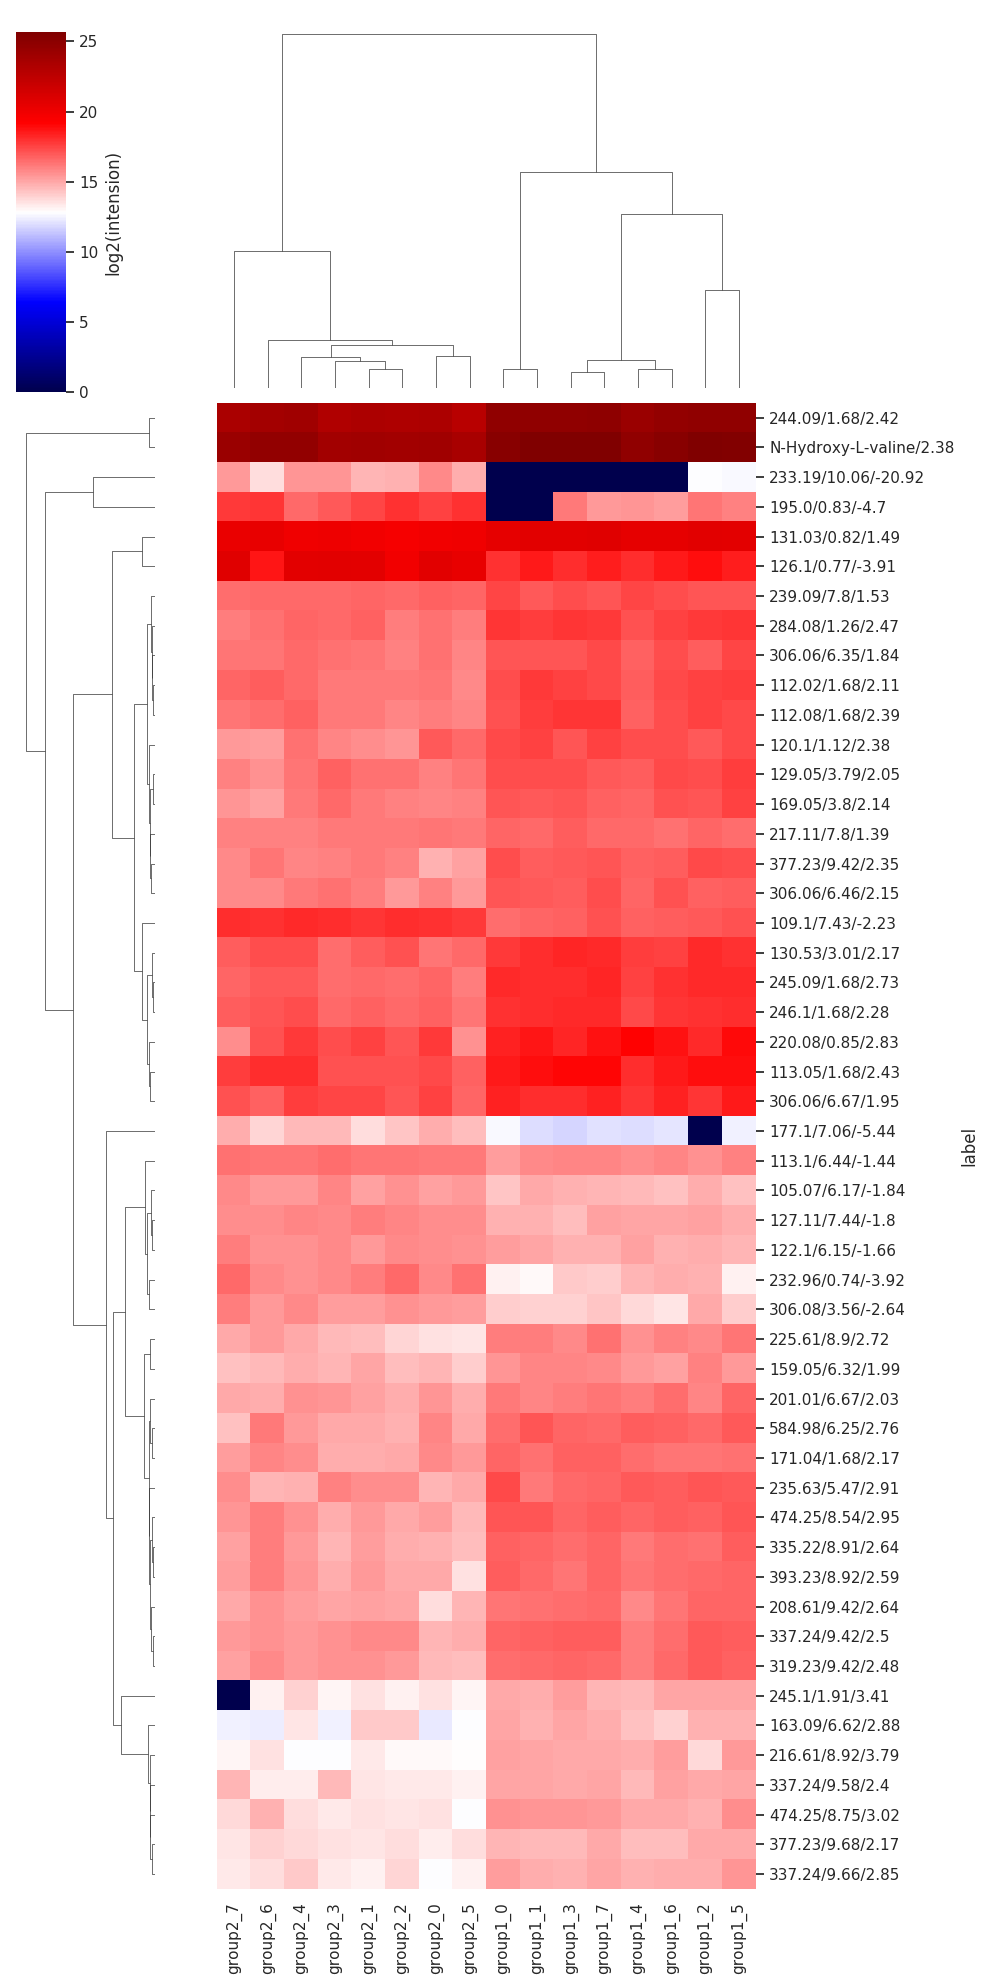 25
20
15
10
5
0
log2(intension)
244.09/1.68/2.42
N-Hydroxy-L-valine/2.38
233.19/10.06/-20.92
195.0/0.83/-4.7
131.03/0.82/1.49
126.1/0.77/-3.91
239.09/7.8/1.53
284.08/1.26/2.47
306.06/6.35/1.84
112.02/1.68/2.11
112.08/1.68/2.39
120.1/1.12/2.38
129.05/3.79/2.05
169.05/3.8/2.14
217.11/7.8/1.39
377.23/9.42/2.35
306.06/6.46/2.15
109.1/7.43/-2.23
130.53/3.01/2.17
245.09/1.68/2.73
246.1/1.68/2.28
220.08/0.85/2.83
113.05/1.68/2.43
306.06/6.67/1.95
177.1/7.06/-5.44
113.1/6.44/-1.44
105.07/6.17/-1.84
127.11/7.44/-1.8
122.1/6.15/-1.66
232.96/0.74/-3.92
306.08/3.56/-2.64
225.61/8.9/2.72
159.05/6.32/1.99
201.01/6.67/2.03
584.98/6.25/2.76
171.04/1.68/2.17
235.63/5.47/2.91
474.25/8.54/2.95
335.22/8.91/2.64
393.23/8.92/2.59
208.61/9.42/2.64
337.24/9.42/2.5
319.23/9.42/2.48
245.1/1.91/3.41
163.09/6.62/2.88
216.61/8.92/3.79
337.24/9.58/2.4
474.25/8.75/3.02
377.23/9.68/2.17
337.24/9.66/2.85
label
group2_7
group2_6
group2_4
group2_3
group2_1
group2_2
group2_0
group2_5
group1_0
group1_1
group1_3
group1_7
group1_4
group1_6
group1_2
group1_5